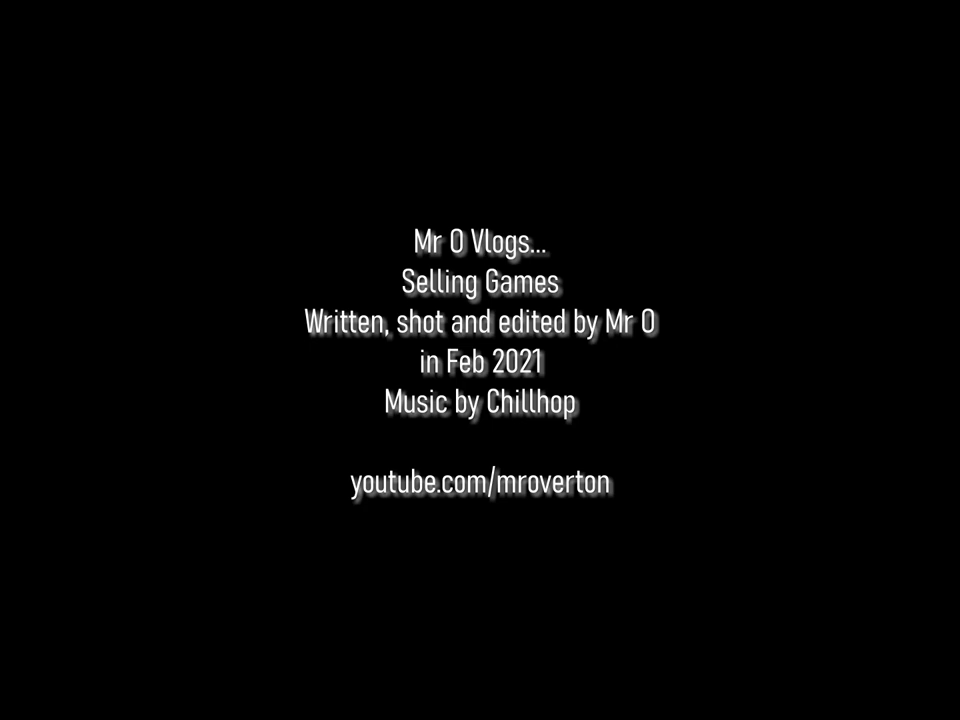 Mr O Vlogs...
Selling Games
Written, shot and edited by Mr O
in Feb 2021
Music by Chillhop
youtube.com/mroverton